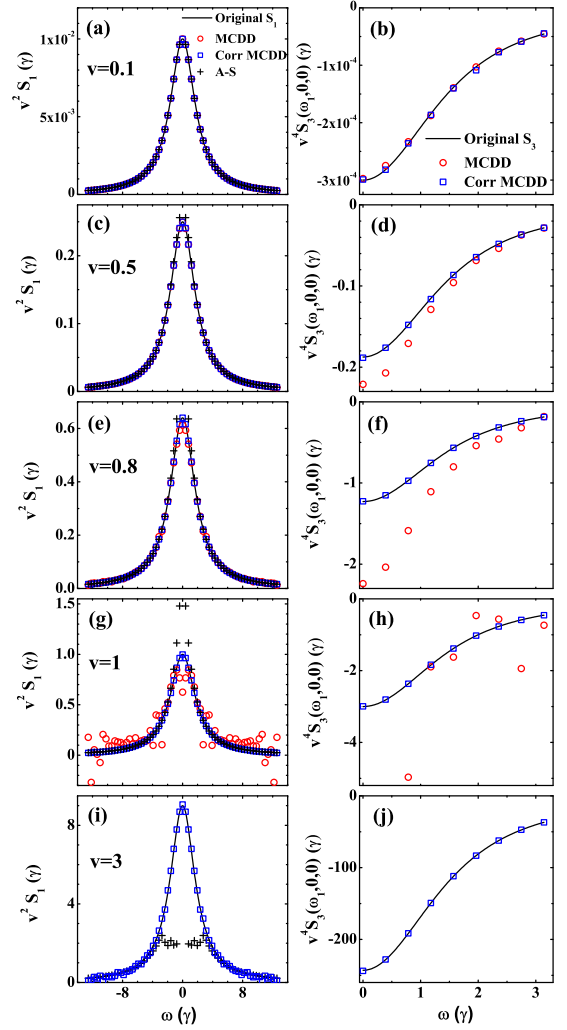 (a)
v=0.1
Original S₁
MCDD
Corr MCDD
A-S
1x10⁻²
5x10⁻³
0
v² S₁ (γ)
(b)
0
-1x10⁻⁴
-2x10⁻⁴
-3x10⁻⁴
v⁴S₃(ω₁,0,0) (γ)
Original S₃
MCDD
Corr MCDD
(c)
v=0.5
0.2
0.1
0
v² S₁ (γ)
(d)
0
-0.1
-0.2
v⁴S₃(ω₁,0,0) (γ)
(e)
v=0.8
0.6
0.4
0.2
0.0
v² S₁ (γ)
(f)
0
-1
-2
v⁴S₃(ω₁,0,0) (γ)
(g)
v=1
1.5
1.0
0.5
0
v² S₁ (γ)
(h)
0
-2
-4
v⁴S₃(ω₁,0,0) (γ)
(i)
v=3
8
6
4
2
0
v² S₁ (γ)
-8 0 8
ω (γ)
(j)
0
-100
-200
v⁴S₃(ω₁,0,0) (γ)
0 1 2 3
ω (γ)